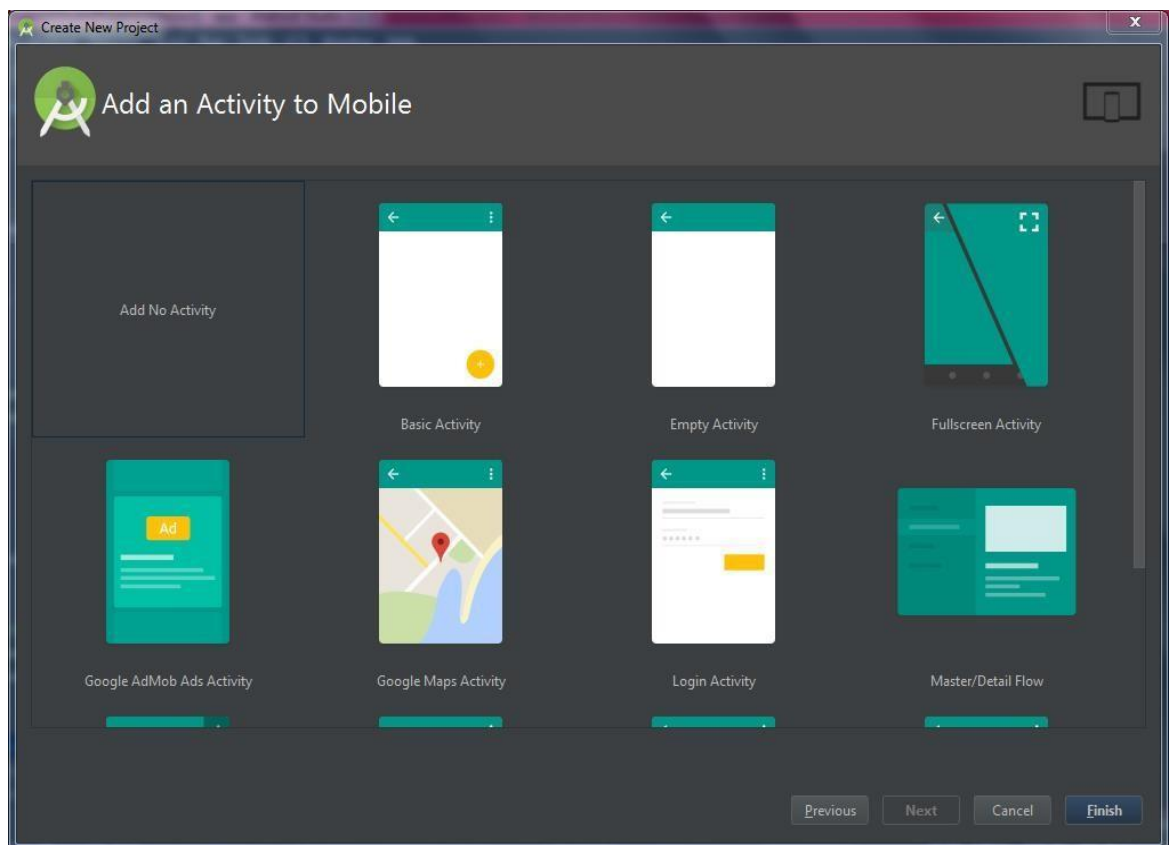 Create New Project
X
Add an Activity to Mobile
Add No Activity
Basic Activity
Empty Activity
Fullscreen Activity
Ad
Google AdMob Ads Activity
Google Maps Activity
Login Activity
Master/Detail Flow
Previous
Next
Cancel
Finish